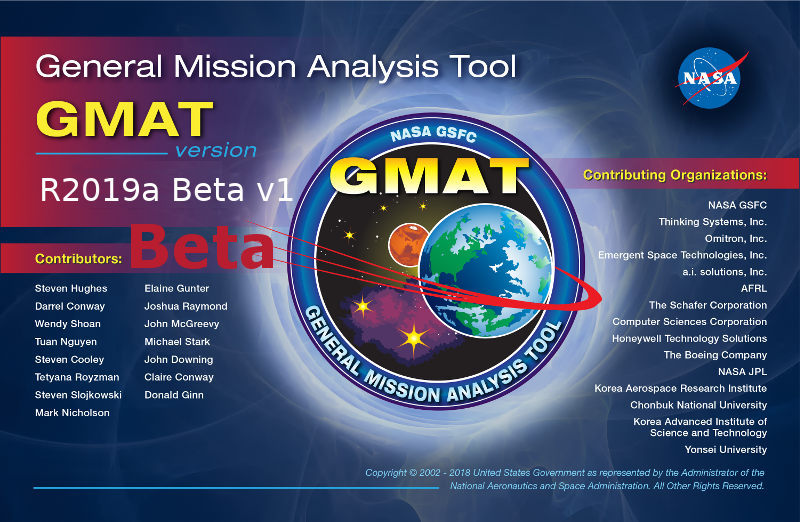 General Mission Analysis Tool
NASA
GMAT
version
R2019a Beta v1
Beta
NASA GSFC
GMAT
GENERAL MISSION ANALYSIS TOOL
Contributors:
Steven Hughes
Darrel Conway
Wendy Shoan
Tuan Nguyen
Steven Cooley
Tetyana Royzman
Steven Slojkowski
Mark Nicholson
Elaine Gunter
Joshua Raymond
John McGreevy
Michael Stark
John Downing
Claire Conway
Donald Ginn
Contributing Organizations:
NASA GSFC
Thinking Systems, Inc.
Omitron, Inc.
Emergent Space Technologies, Inc.
a.i. solutions, Inc.
AFRL
The Schafer Corporation
Computer Sciences Corporation
Honeywell Technology Solutions
The Boeing Company
NASA JPL
Korea Aerospace Research Institute
Chonbuk National University
Korea Advanced Institute of
Science and Technology
Yonsei University
Copyright © 2002 - 2018 United States Government as represented by the Administrator of the
National Aeronautics and Space Administration. All Other Rights Reserved.